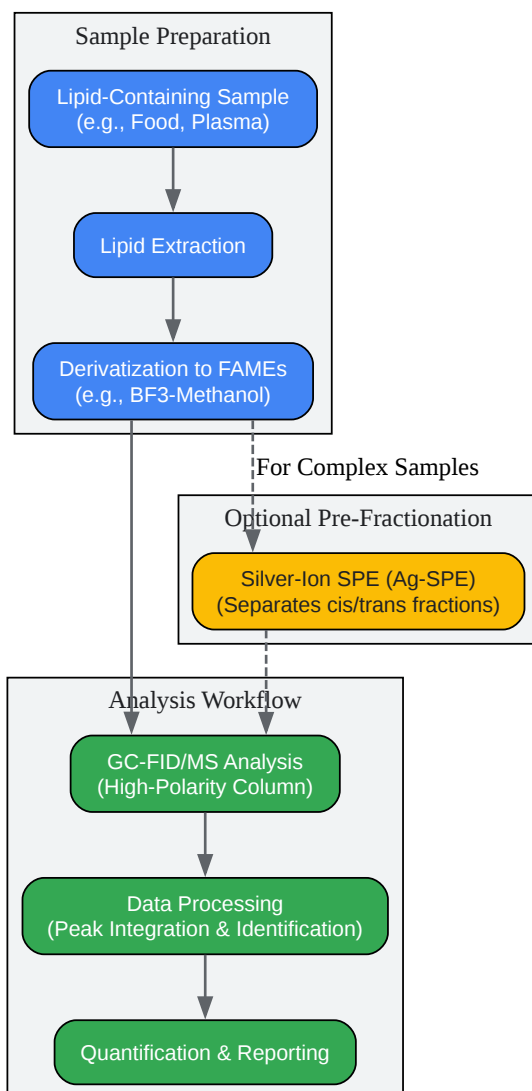 Sample Preparation
Lipid-Containing Sample
(e.g., Food, Plasma)
Lipid Extraction
Derivatization to FAMEs
(e.g., BF3-Methanol)
For Complex Samples
Optional Pre-Fractionation
Silver-Ion SPE (Ag-SPE)
(Separates cis/trans fractions)
Analysis Workflow
GC-FID/MS Analysis
(High-Polarity Column)
Data Processing
(Peak Integration & Identification)
Quantification & Reporting